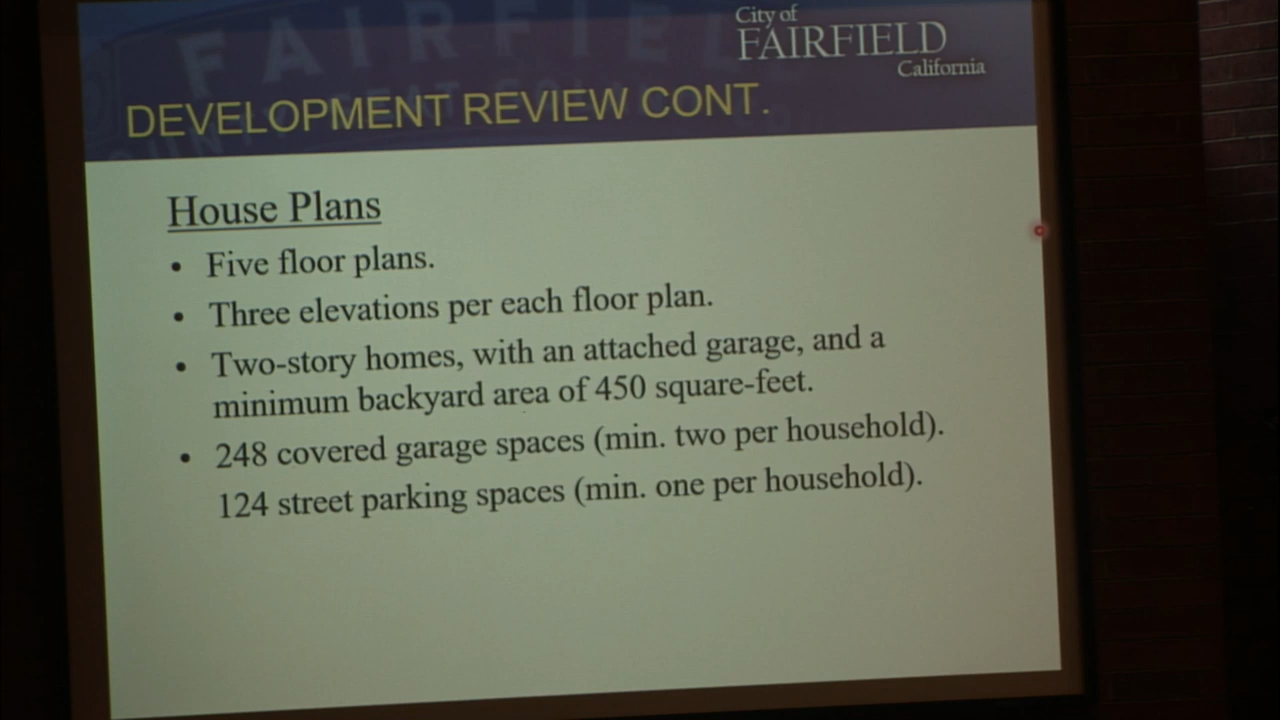 City of
FAIRFIELD
California
FAIRFIEL
DEVELOPMENT REVIEW CONT.
House Plans
• Five floor plans.
• Three elevations per each floor plan.
• Two-story homes, with an attached garage, and a
minimum backyard area of 450 square-feet.
• 248 covered garage spaces (min. two per household).
124 street parking spaces (min. one per household).